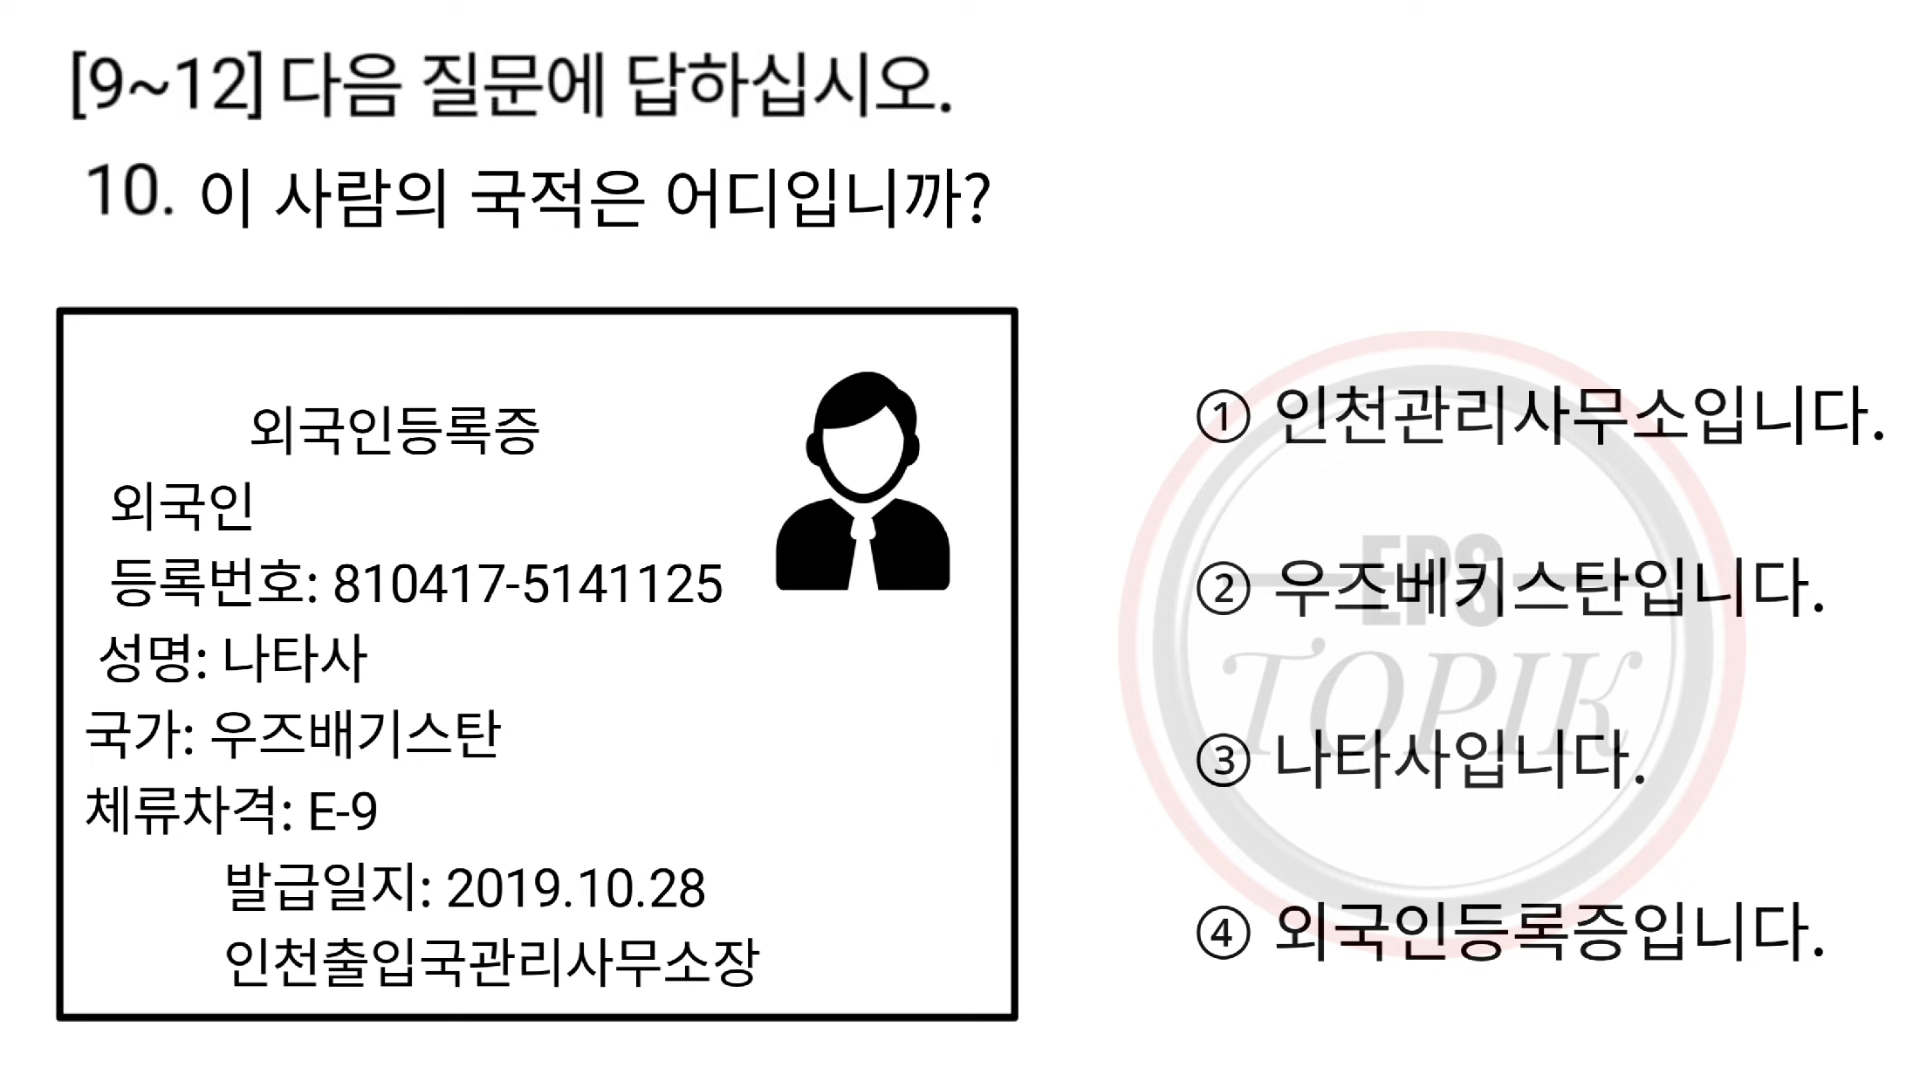 [9~12] 다음 질문에 답하십시오.
10. 이 사람의 국적은 어디입니까?
외국인등록증
외국인
등록번호: 810417-5141125
성명: 나타사
국가: 우즈배기스탄
체류차격: E-9
발급일지: 2019.10.28
인천출입국관리사무소장
① 인천관리사무소입니다.
② 우즈베키스탄입니다.
③ 나타사입니다.
④ 외국인등록증입니다.
EPS
TOPIK